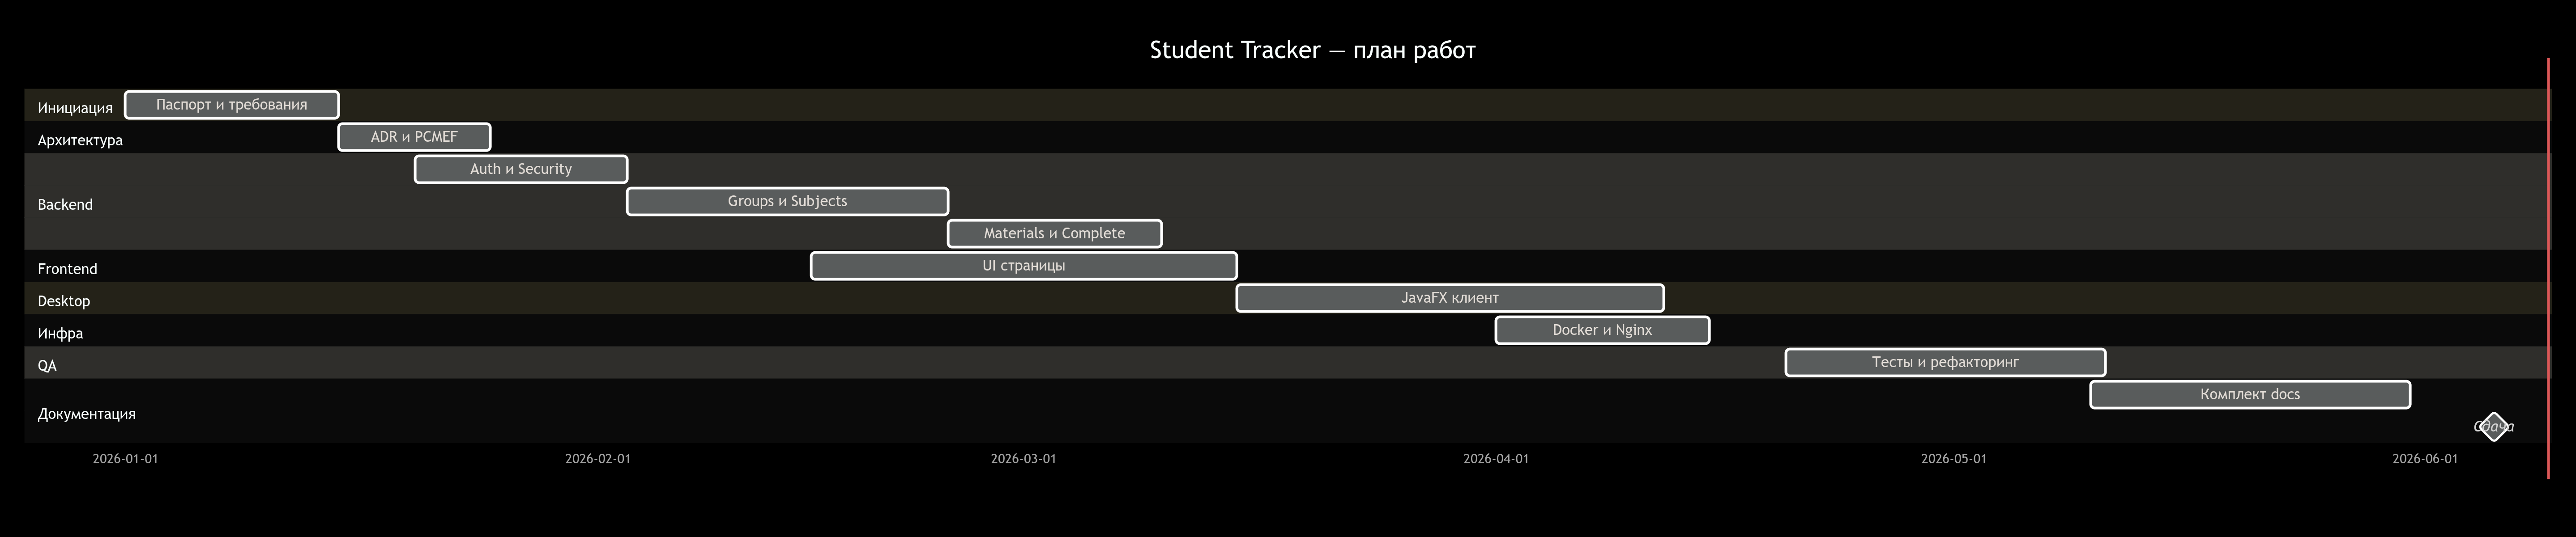 Student Tracker — план работ
Инициация
Паспорт и требования
Архитектура
ADR и PCMEF
Backend
Auth и Security
Groups и Subjects
Materials и Complete
Frontend
UI страницы
Desktop
JavaFX клиент
Инфра
Docker и Nginx
QA
Тесты и рефакторинг
Документация
Комплект docs
Сдача
2026-01-01
2026-02-01
2026-03-01
2026-04-01
2026-05-01
2026-06-01